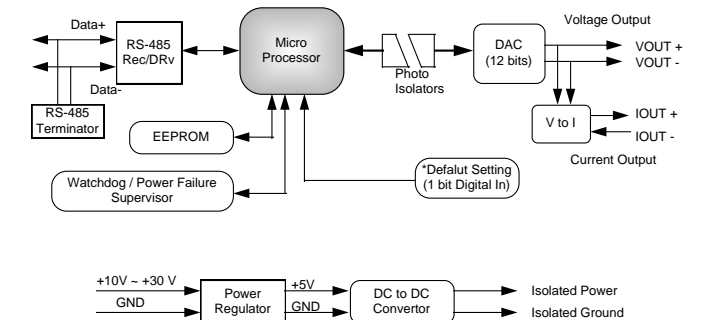 Data+
RS-485
Rec/DRv
Data-
RS-485
Terminator
Micro
Processor
Photo
Isolators
DAC
(12 bits)
Voltage Output
VOUT +
VOUT -
V to I
IOUT +
IOUT -
Current Output
EEPROM
Watchdog / Power Failure
Supervisor
*Defalut Setting
(1 bit Digital In)
+10V ~ +30 V
GND
Power
Regulator
+5V
GND
DC to DC
Convertor
Isolated Power
Isolated Ground